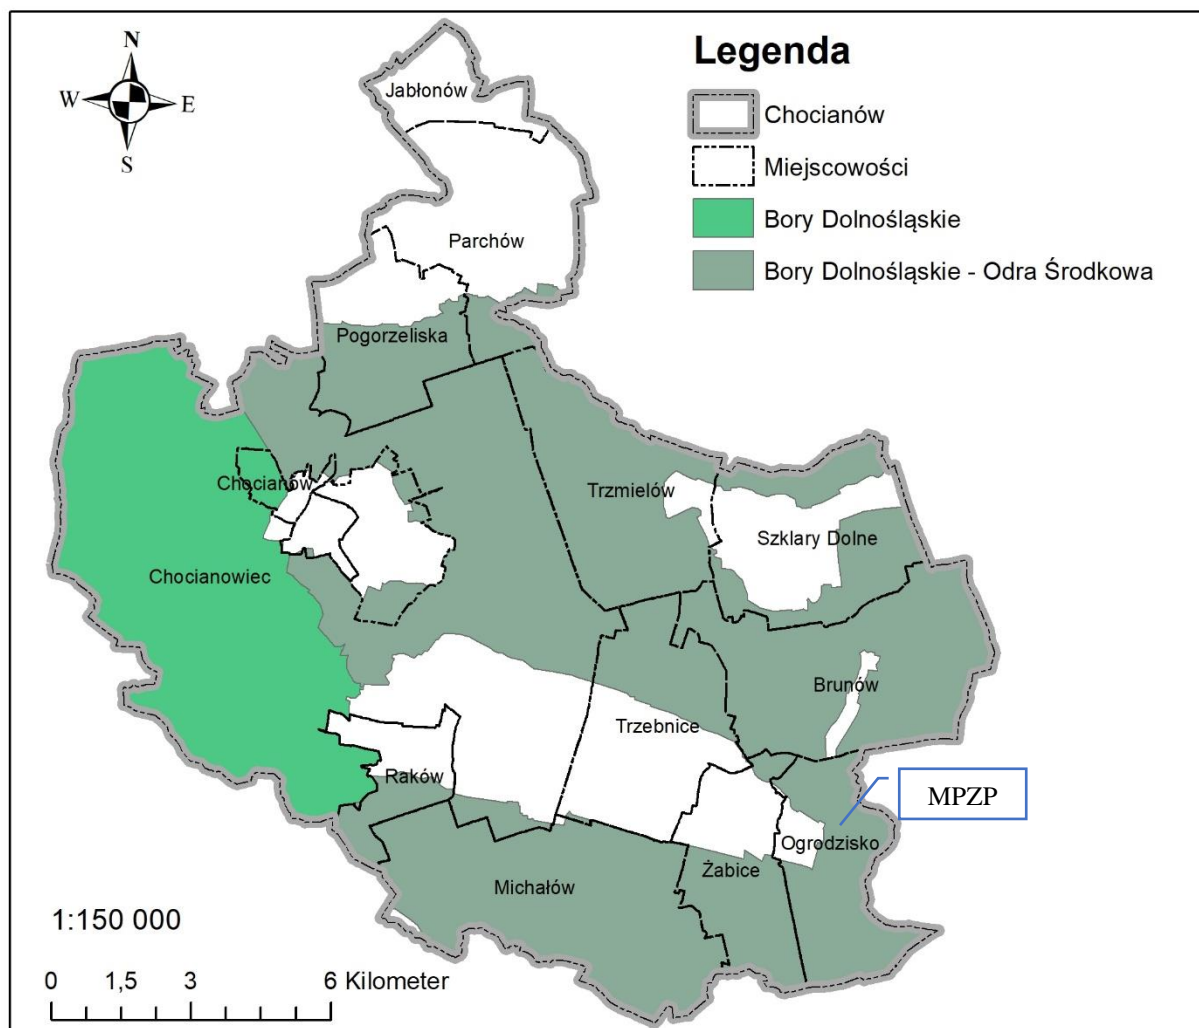 N
W
E
S
Legenda
Chocianów
Miejscowości
Bory Dolnośląskie
Bory Dolnośląskie - Odra Środkowa
Jabłonów
Parchów
Pogorzeliska
Chocianów
Trzmielów
Szklary Dolne
Chocianowiec
Brunów
Trzebnice
Raków
MPZP
Ogrodzisko
Żabice
Michałów
1:150 000
0 1,5 3 6 Kilometer